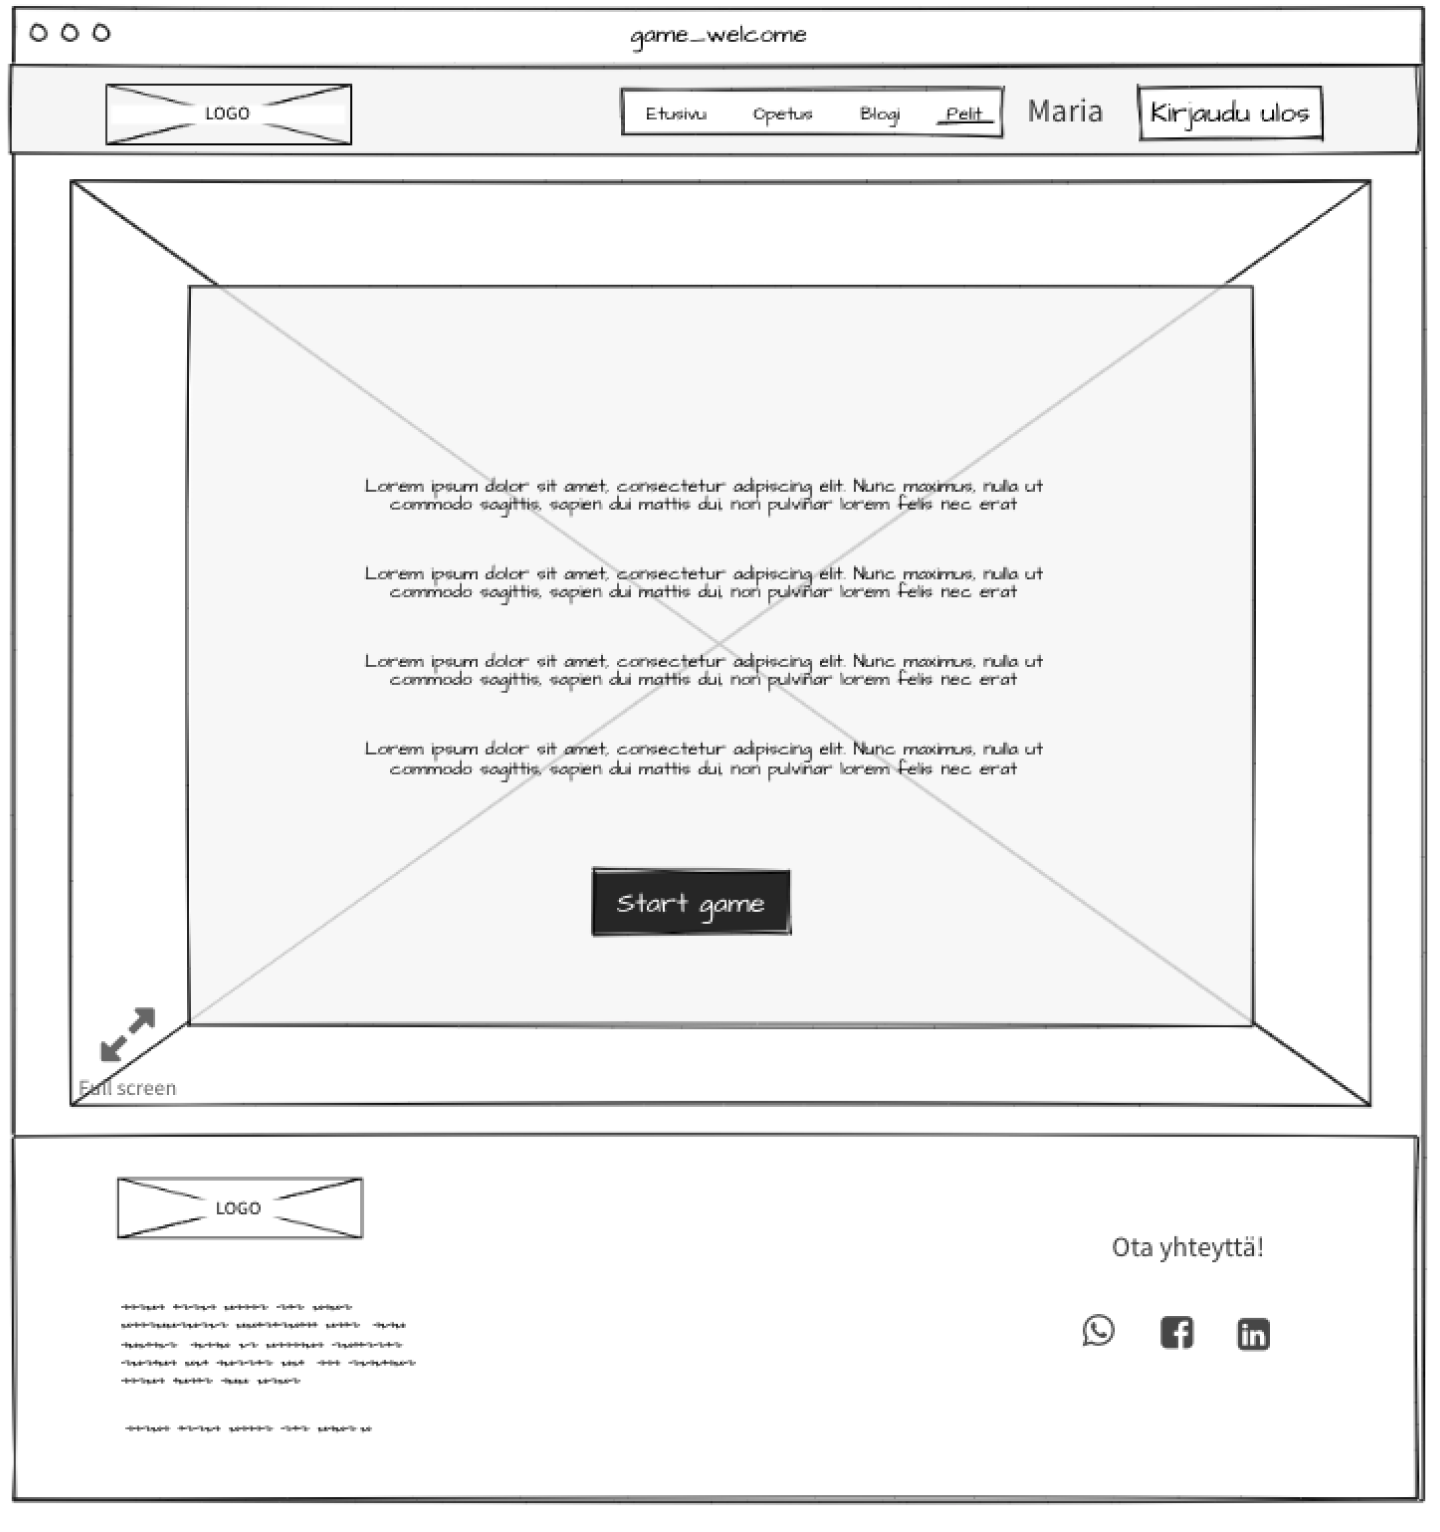 game_welcome
LOGO
Etusivu Opetus Blogi Pelit Maria Kirjaudu ulos
Lorem ipsum dolor sit amet, consectetur adipiscing elit. Nunc maximus, nulla ut
commodo sagittis, sapien dui mattis dui, non pulvinar lorem felis nec erat
Lorem ipsum dolor sit amet, consectetur adipiscing elit. Nunc maximus, nulla ut
commodo sagittis, sapien dui mattis dui, non pulvinar lorem felis nec erat
Lorem ipsum dolor sit amet, consectetur adipiscing elit. Nunc maximus, nulla ut
commodo sagittis, sapien dui mattis dui, non pulvinar lorem felis nec erat
Lorem ipsum dolor sit amet, consectetur adipiscing elit. Nunc maximus, nulla ut
commodo sagittis, sapien dui mattis dui, non pulvinar lorem felis nec erat
Start game
Full screen
LOGO
Ota yhteyttä!
in